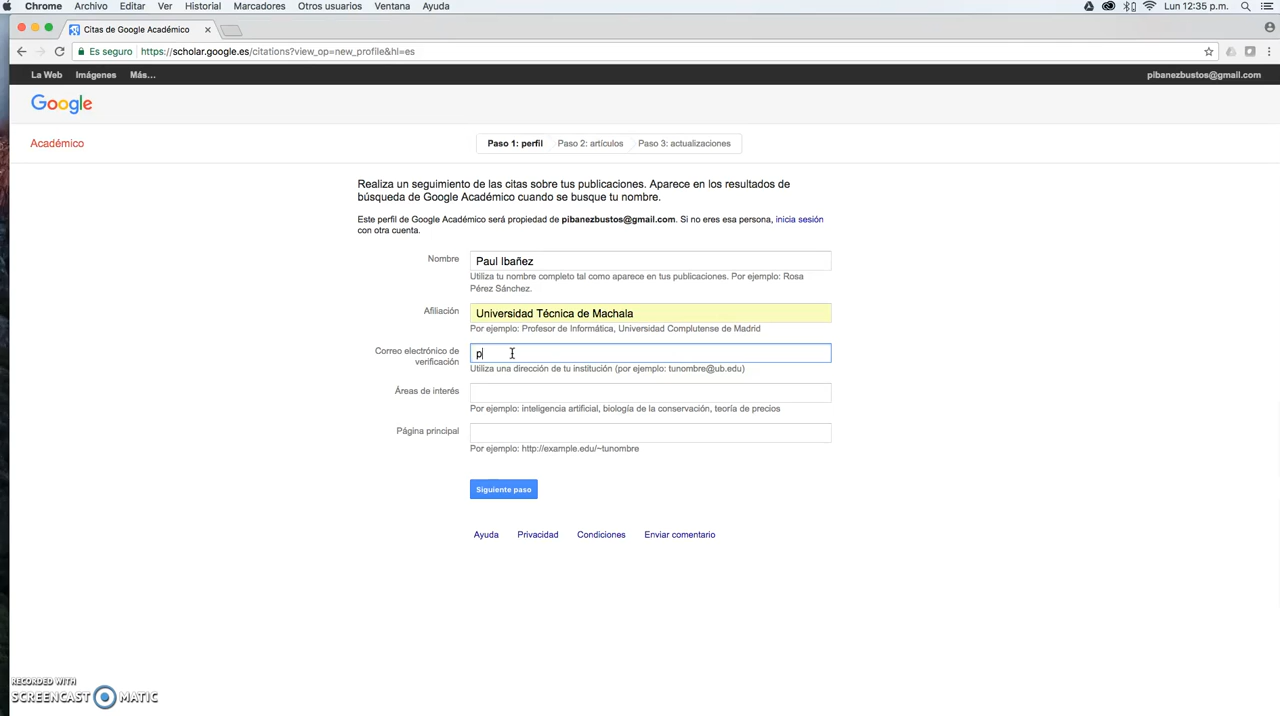 Chrome Archivo Editar Ver Historial Marcadores Otros usuarios Ventana Ayuda Lun 12:35 p.m.
Citas de Google Académico
Es seguro https://scholar.google.es/citations?view_op=new_profile&hl=es
La Web Imágenes Más... pibanezbustos@gmail.com
Google
Académico Paso 1: perfil Paso 2: artículos Paso 3: actualizaciones
Realiza un seguimiento de las citas sobre tus publicaciones. Aparece en los resultados de
búsqueda de Google Académico cuando se busque tu nombre.
Este perfil de Google Académico será propiedad de pibanezbustos@gmail.com. Si no eres esa persona, inicia sesión
con otra cuenta.
Nombre Paul Ibañez
Utiliza tu nombre completo tal como aparece en tus publicaciones. Por ejemplo: Rosa
Pérez Sánchez.
Afiliación Universidad Técnica de Machala
Por ejemplo: Profesor de Informática, Universidad Complutense de Madrid
Correo electrónico de
verificación
p
Utiliza una dirección de tu institución (por ejemplo: tunombre@ub.edu)
Áreas de interés
Por ejemplo: inteligencia artificial, biología de la conservación, teoría de precios
Página principal
Por ejemplo: http://example.edu/~tunombre
Siguiente paso
Ayuda Privacidad Condiciones Enviar comentario
RECORDED WITH
SCREENCAST MATIC